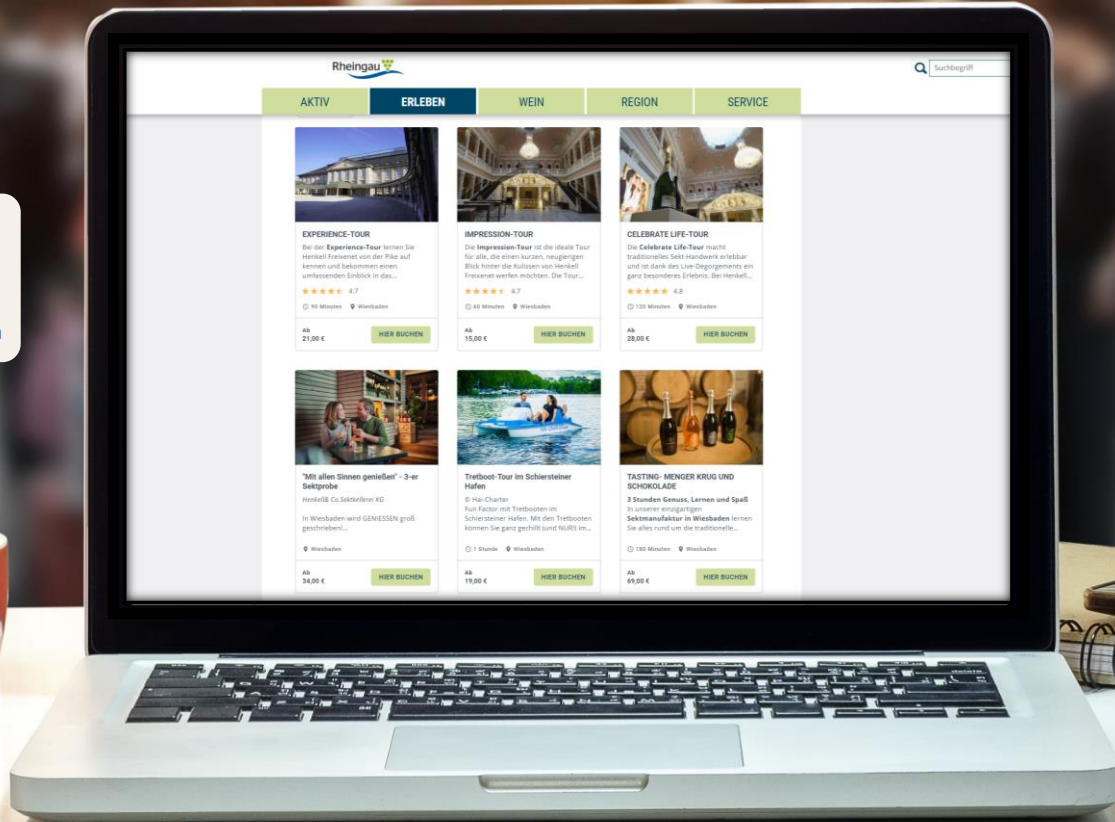 Rheingau
Suchbegriff
AKTIV
ERLEBEN
WEIN
REGION
SERVICE
EXPERIENCE-TOUR
Bei der Experience-Tour lernen Sie
Henkell Freixenet von der Pike auf
kennen und bekommen einen
umfassenden Einblick in das...
4.7
90 Minuten Wiesbaden
Ab
21,00 €
HIER BUCHEN
IMPRESSION-TOUR
Die Impression-Tour ist die ideale Tour
für alle, die einen kurzen, neugierigen
Blick hinter die Kulissen von Henkell
Freixenet werfen möchten. Die Tour...
4.7
60 Minuten Wiesbaden
Ab
15,00 €
HIER BUCHEN
CELEBRATE LIFE-TOUR
Die Celebrate Life-Tour macht
traditionelles Sekt-Handwerk erlebbar
und ist dank des Live-Degorgements ein
ganz besonderes Erlebnis. Bei Henkell...
4.8
120 Minuten Wiesbaden
Ab
28,00 €
HIER BUCHEN
"Mit allen Sinnen genießen" - 3-er
Sektprobe
Henkell& Co.Sektkellerei KG
In Wiesbaden wird GENIESSEN groß
geschrieben!...
Wiesbaden
Ab
34,00 €
HIER BUCHEN
Tretboot-Tour im Schiersteiner
Hafen
© Hai-Charter
Fun Factor mit Tretbooten im
Schiersteiner Hafen. Mit den Tretbooten
können Sie ganz gechillt (und NUR!) im...
1 Stunde Wiesbaden
Ab
19,00 €
HIER BUCHEN
TASTING- MENGER KRUG UND
SCHOKOLADE
3 Stunden Genuss, Lernen und Spaß
In unserer einzigartigen
Sektmanufaktur in Wiesbaden lernen
Sie alles rund um die traditionelle...
180 Minuten Wiesbaden
Ab
69,00 €
HIER BUCHEN